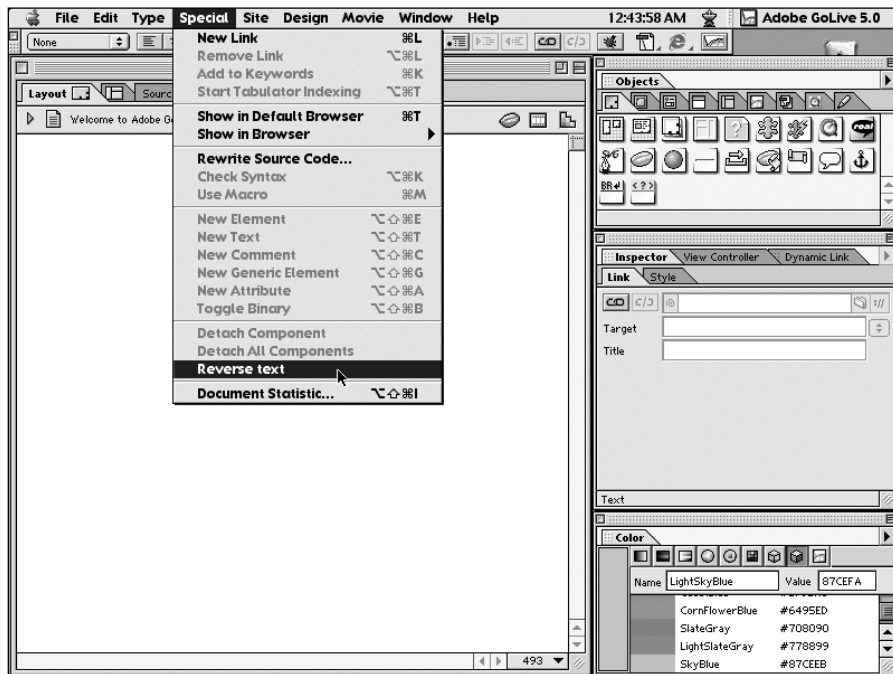 File Edit Type Special Site Design Movie Window Help 12:43:58 AM Adobe GoLive 5.0
None
Layout Sourc
Welcome to Adobe G
New Link ⌘L
Remove Link ⌥⌘L
Add to Keywords ⌘K
Start Tabulator Indexing ⌥⌘T
Show in Default Browser ⌘T
Show in Browser
Rewrite Source Code...
Check Syntax ⌥⌘K
Use Macro ⌘M
New Element ⌥⇧⌘E
New Text ⌥⇧⌘T
New Comment ⌥⇧⌘C
New Generic Element ⌥⇧⌘G
New Attribute ⌥⇧⌘A
Toggle Binary ⌥⇧⌘B
Detach Component
Detach All Components
Reverse text
Document Statistic... ⌥⇧⌘I
493
Objects
real
SVG
BR↵ <?>
Inspector View Controller Dynamic Link
Link Style
Target
Title
Text
Color
Name LightSkyBlue Value 87CEFA
CornFlowerBlue #6495ED
SlateGray #708090
LightSlateGray #778899
SkyBlue #87CEEB